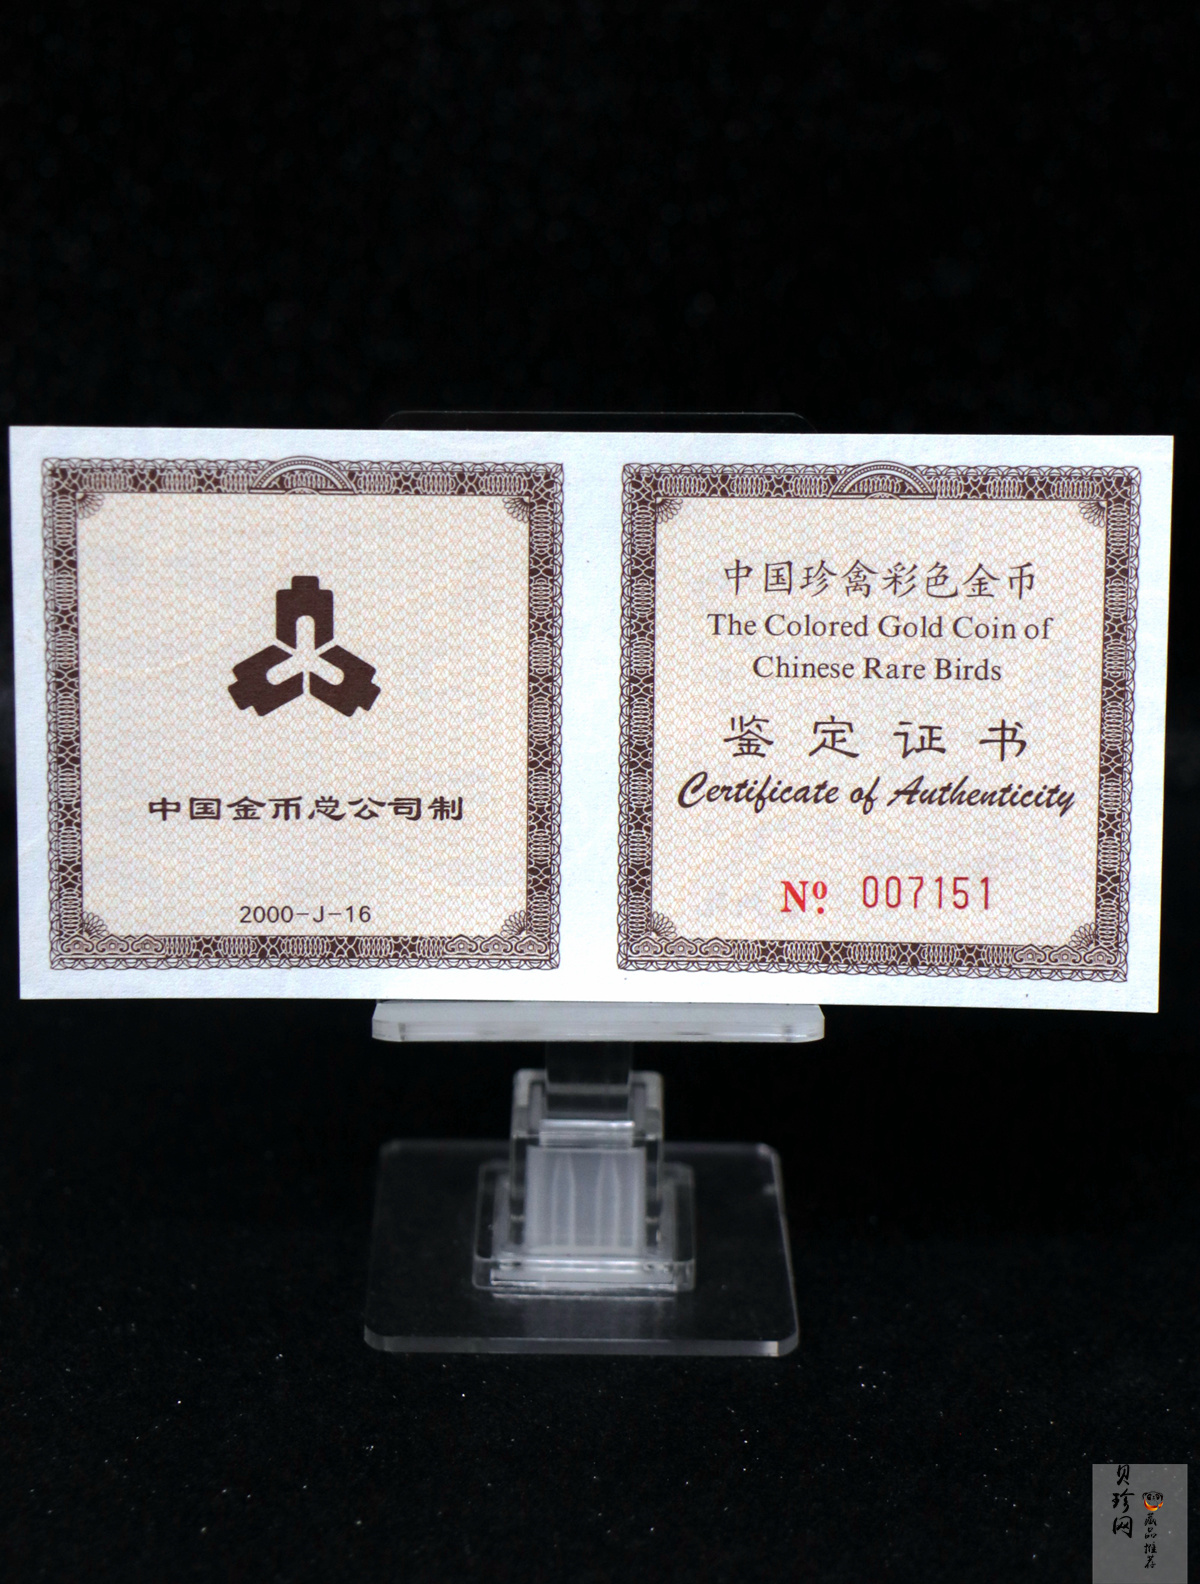 中国金币总公司制
2000-J-16
中国珍禽彩色金币
The Colored Gold Coin of
Chinese Rare Birds
鉴定证书
Certificate of Authenticity
Nº. 007151
贝珍网
藏品推荐